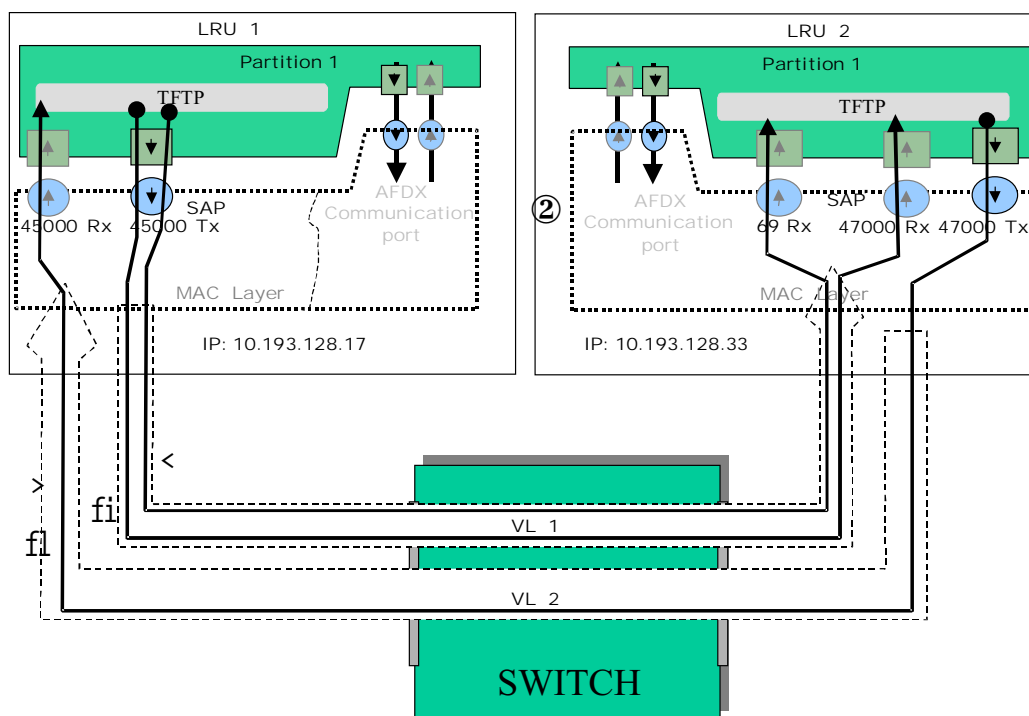 LRU 1
Partition 1
TFTP
SAP
45000 Rx
45000 Tx
AFDX
Communication
port
MAC Layer
IP: 10.193.128.17
LRU 2
Partition 1
TFTP
②
AFDX
Communication
port
SAP
69 Rx
47000 Rx
47000 Tx
MAC Layer
IP: 10.193.128.33
<
>
fi
fl
VL 1
VL 2
SWITCH